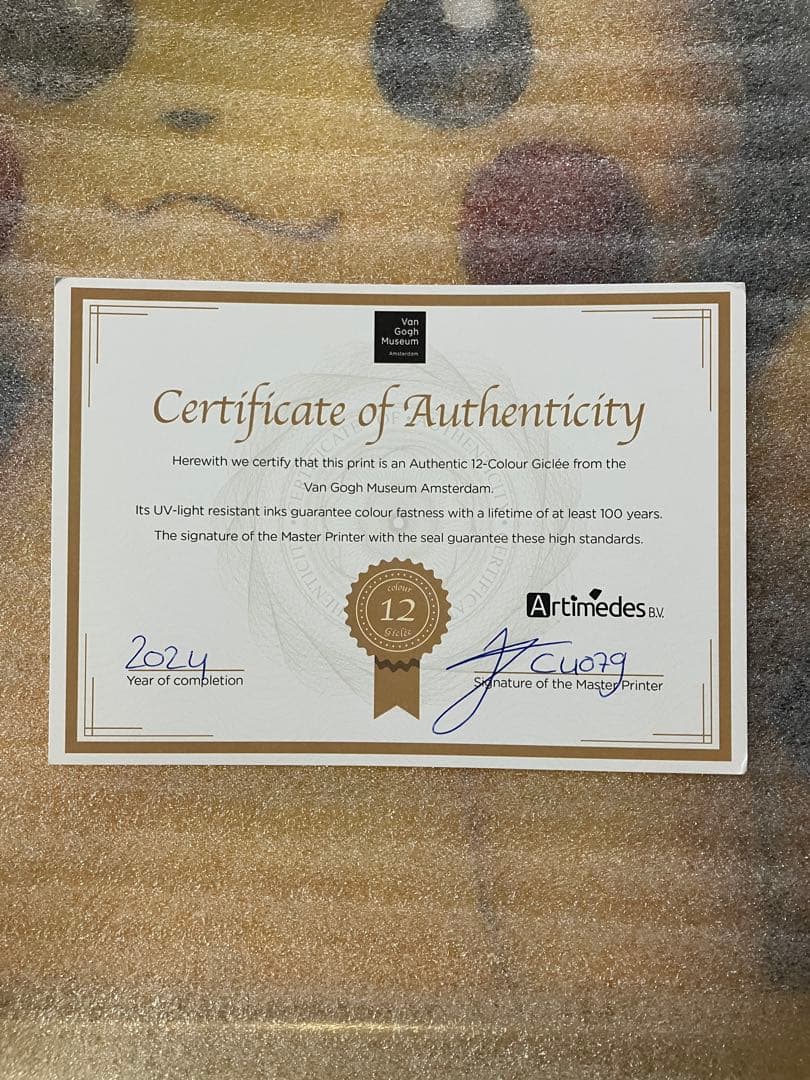 Van
Gogh
Museum
Amsterdam
Certificate of Authenticity
Herewith we certify that this print is an Authentic 12-Colour Giclée from the
Van Gogh Museum Amsterdam.
Its UV-light resistant inks guarantee colour fastness with a lifetime of at least 100 years.
The signature of the Master Printer with the seal guarantee these high standards.
colour
12
Giclée
Artimedes B.V.
2024
Year of completion
Signature of the Master Printer